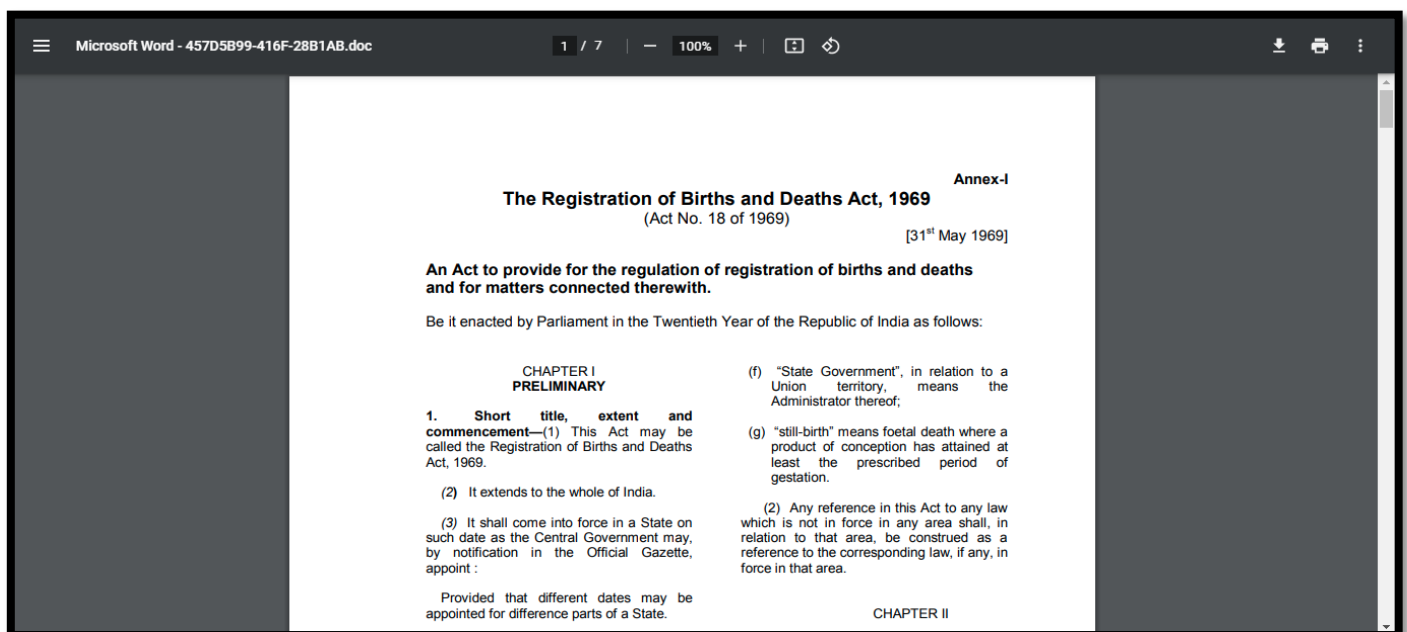 Microsoft Word - 457D5B99-416F-28B1AB.doc
1 / 7
100%
Annex-I
The Registration of Births and Deaths Act, 1969
(Act No. 18 of 1969)
[31st May 1969]
An Act to provide for the regulation of registration of births and deaths
and for matters connected therewith.
Be it enacted by Parliament in the Twentieth Year of the Republic of India as follows:
CHAPTER I
PRELIMINARY
1. Short title, extent and
commencement—(1) This Act may be
called the Registration of Births and Deaths
Act, 1969.
(2) It extends to the whole of India.
(3) It shall come into force in a State on
such date as the Central Government may,
by notification in the Official Gazette,
appoint :
Provided that different dates may be
appointed for difference parts of a State.
(f) “State Government”, in relation to a
Union territory, means the
Administrator thereof;
(g) “still-birth” means foetal death where a
product of conception has attained at
least the prescribed period of
gestation.
(2) Any reference in this Act to any law
which is not in force in any area shall, in
relation to that area, be construed as a
reference to the corresponding law, if any, in
force in that area.
CHAPTER II